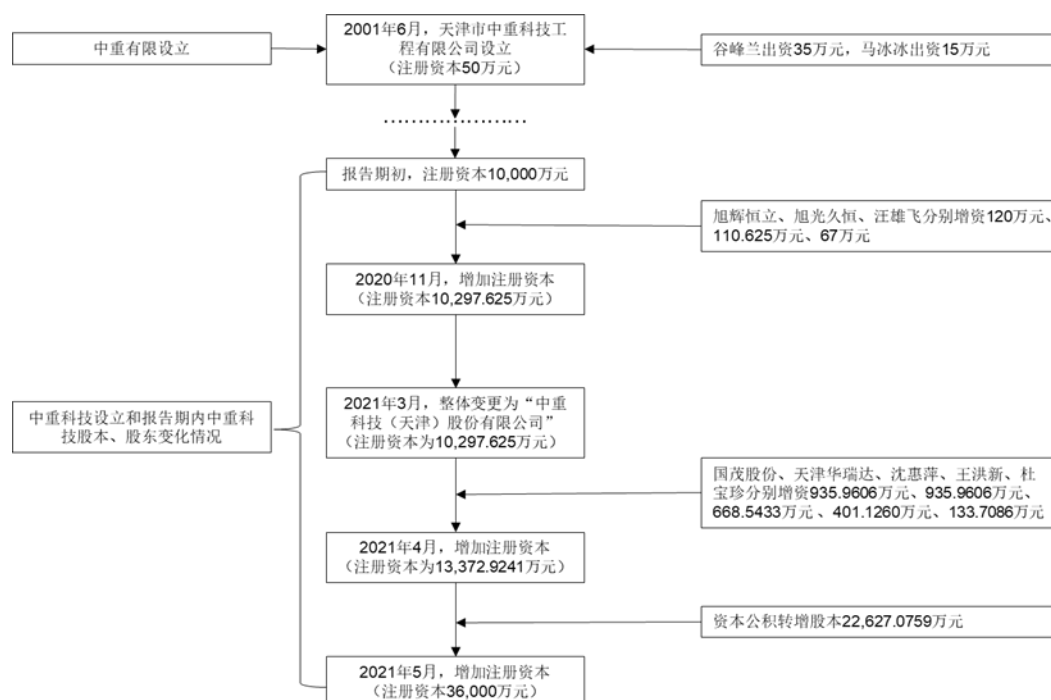 中重有限设立
2001年6月，天津市中重科技工
程有限公司设立
（注册资本50万元）
谷峰兰出资35万元，马冰冰出资15万元
……………………
报告期初，注册资本10,000万元
旭辉恒立、旭光久恒、汪雄飞分别增资120万元、
110.625万元、67万元
2020年11月，增加注册资本
（注册资本10,297.625万元）
中重科技设立和报告期内中重科
技股本、股东变化情况
2021年3月，整体变更为“中重
科技（天津）股份有限公司”
（注册资本为10,297.625万元）
国茂股份、天津华瑞达、沈惠萍、王洪新、杜
宝珍分别增资935.9606万元、935.9606万元、
668.5433万元、401.1260万元、133.7086万元
2021年4月，增加注册资本
（注册资本为13,372.9241万元）
资本公积转增股本22,627.0759万元
2021年5月，增加注册资本
（注册资本36,000万元）